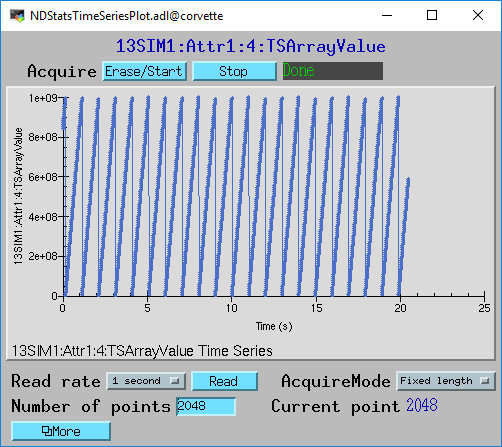 NDStatsTimeSeriesPlot.adl@corvette
13SIM1:Attr1:4:TSArrayValue
Acquire Erase/Start Stop Done
1e+09
8e+08
6e+08
4e+08
2e+08
0
13SIM1:Attr1:4:TSArrayValue
0 5 10 15 20 25
Time (s)
13SIM1:Attr1:4:TSArrayValue Time Series
Read rate 1 second Read AcquireMode Fixed length
Number of points 2048 Current point 2048
More